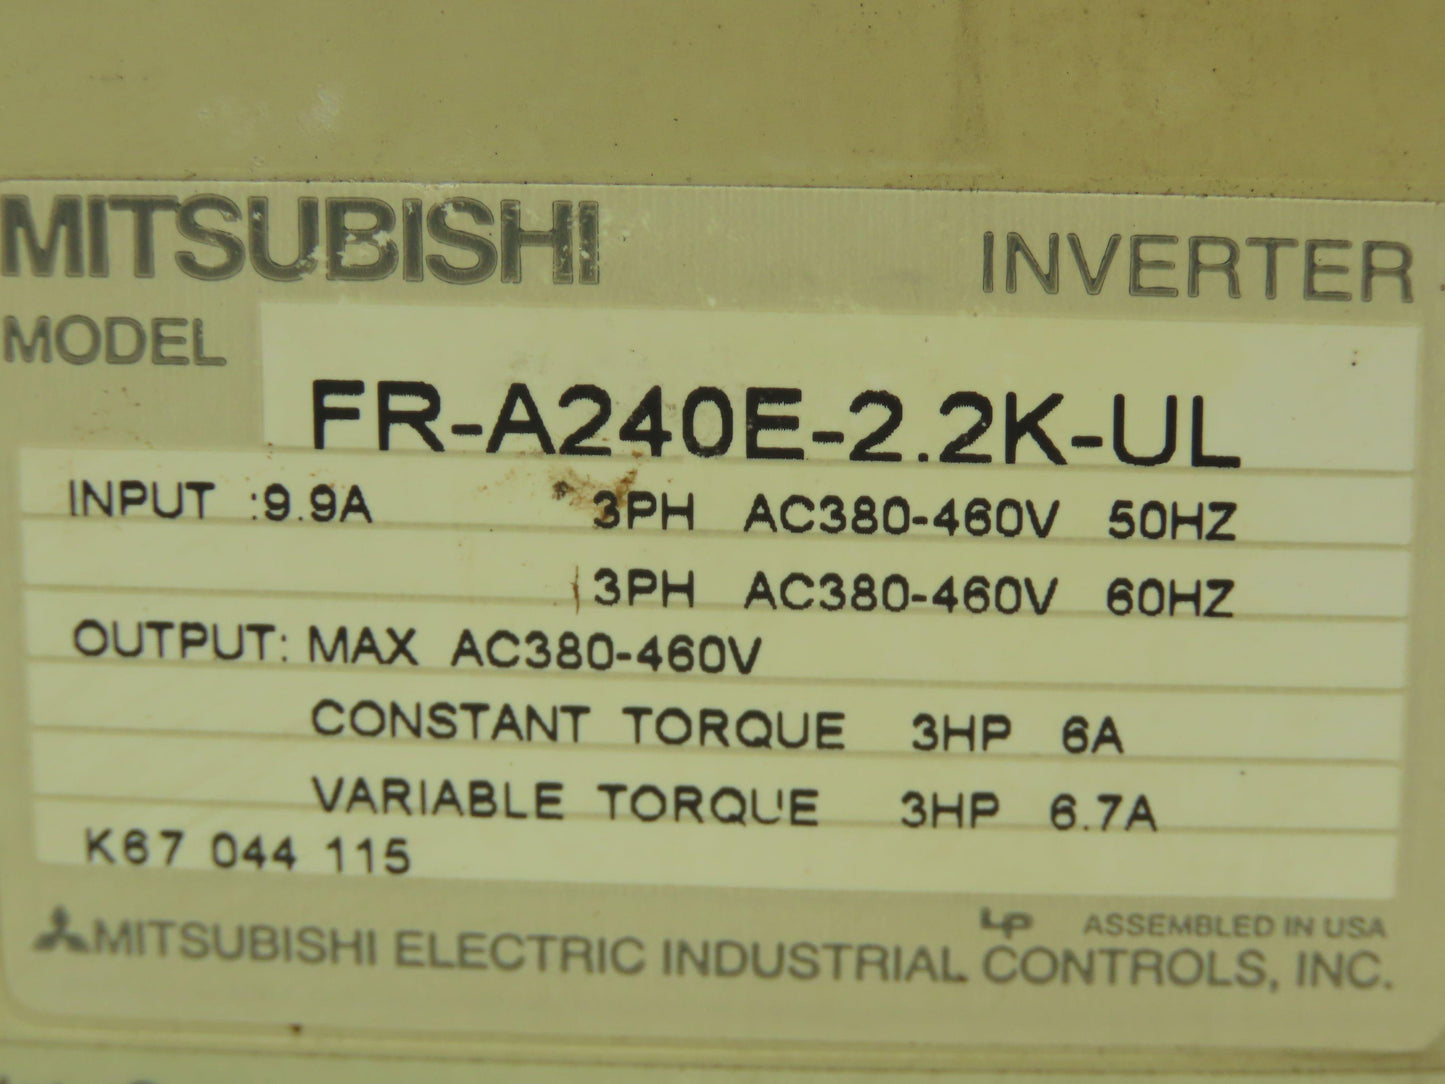 MITSUBISHI INVERTER
MODEL FR-A240E-2.2K-UL
INPUT :9.9A 3PH AC380-460V 50HZ
3PH AC380-460V 60HZ
OUTPUT: MAX AC380-460V
CONSTANT TORQUE 3HP 6A
VARIABLE TORQUE 3HP 6.7A
K67 044 115
LP ASSEMBLED IN USA
MITSUBISHI ELECTRIC INDUSTRIAL CONTROLS, INC.